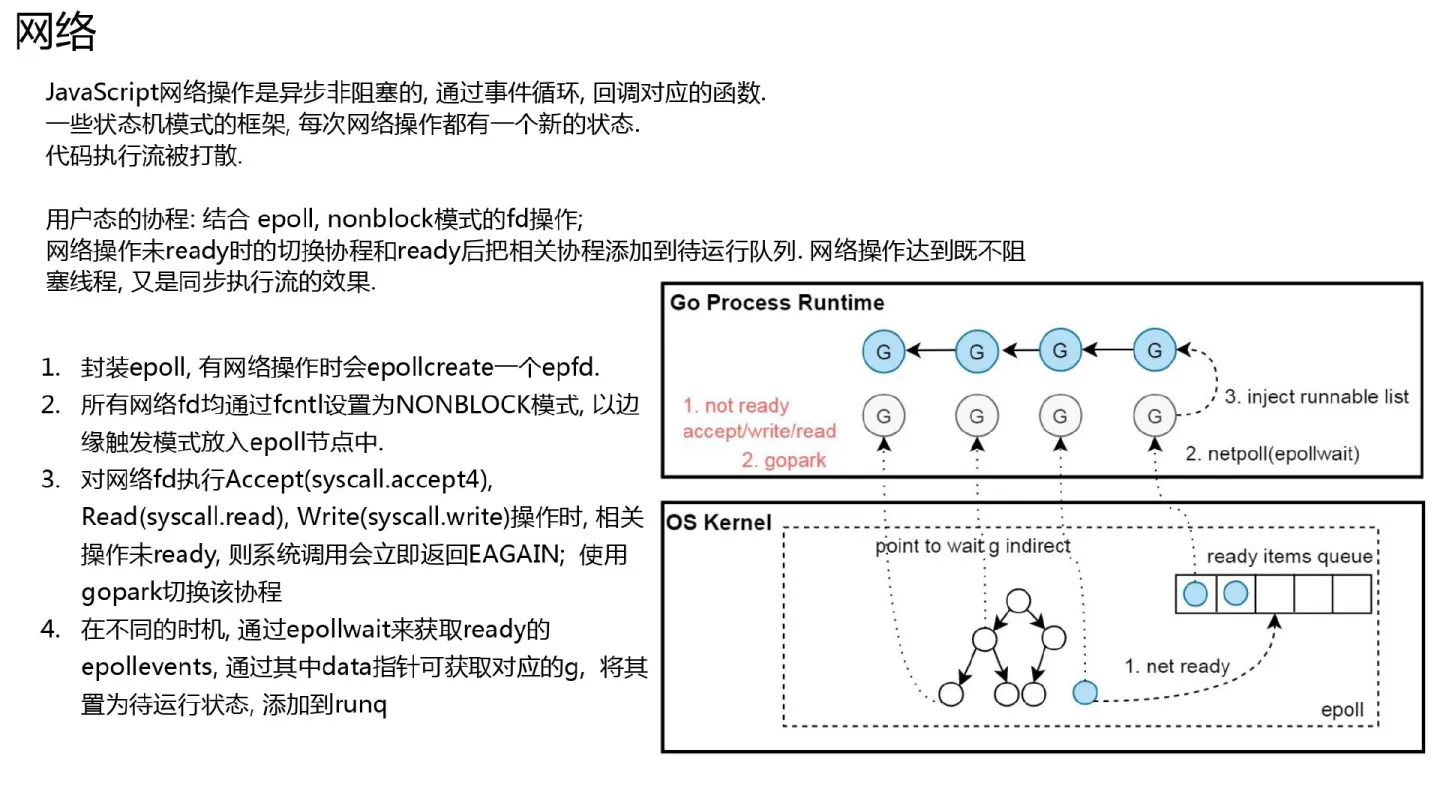 网络
JavaScript网络操作是异步非阻塞的, 通过事件循环, 回调对应的函数.
一些状态机模式的框架, 每次网络操作都有一个新的状态.
代码执行流被打散.
用户态的协程: 结合 epoll, nonblock模式的fd操作;
网络操作未ready时的切换协程和ready后把相关协程添加到待运行队列. 网络操作达到既不阻
塞线程, 又是同步执行流的效果.
1. 封装epoll, 有网络操作时会epollcreate一个epfd.
2. 所有网络fd均通过fcntl设置为NONBLOCK模式, 以边
缘触发模式放入epoll节点中.
3. 对网络fd执行Accept(syscall.accept4),
Read(syscall.read), Write(syscall.write)操作时, 相关
操作未ready, 则系统调用会立即返回EAGAIN; 使用
gopark切换该协程
4. 在不同的时机, 通过epollwait来获取ready的
epollevents, 通过其中data指针可获取对应的g, 将其
置为待运行状态, 添加到runq
Go Process Runtime
G G G G
1. not ready
accept/write/read
2. gopark
G G G G
3. inject runnable list
2. netpoll(epollwait)
OS Kernel
point to wait g indirect
ready items queue
1. net ready
epoll